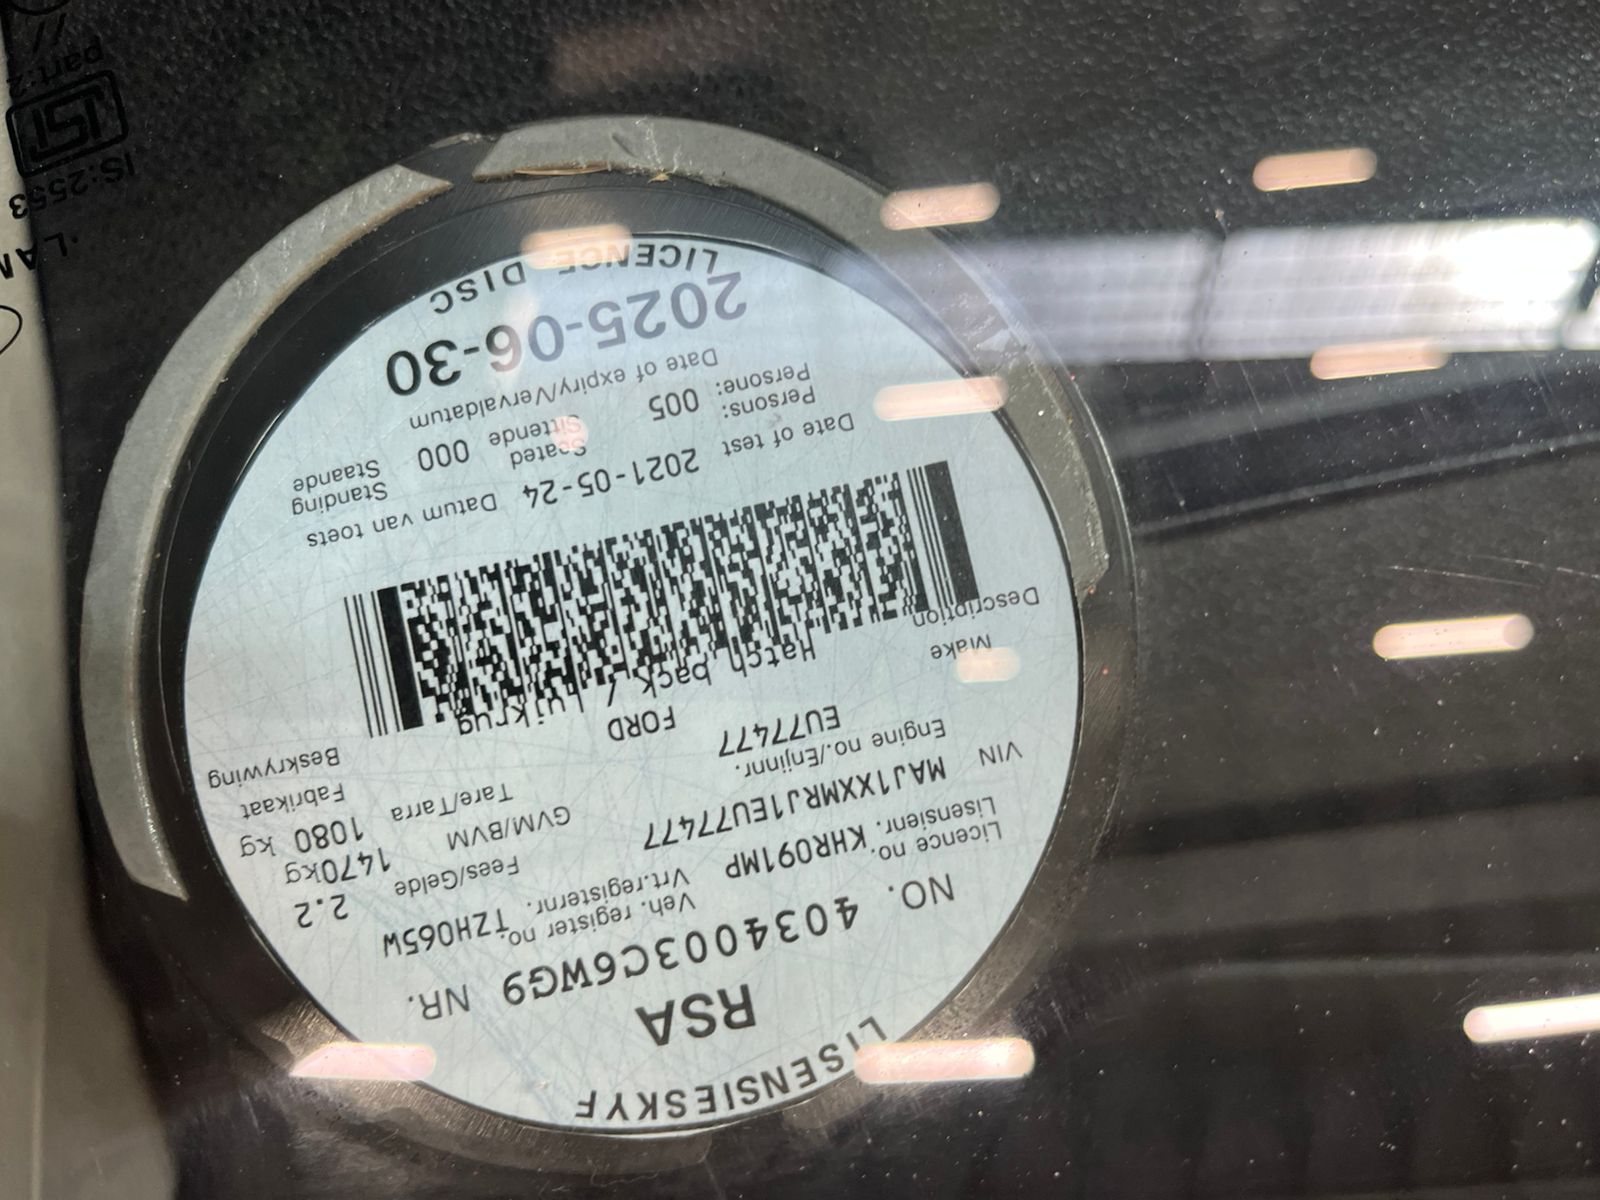 LISENSIESKYF
RSA
NO. 4034003C6WG9 NR.
Licence no. Lisensienr. KHR091MP
Veh. register no. Vrt.registernr. TZH065W
VIN MAJ1XXMRJ1EU77477
Fees/Gelde 2.2
Engine no./Enjinnr. EU77477
GVM/BVM 1470kg
Tare/Tarra 1080 kg
Make FORD Fabrikaat
Description Hatch back / Luikrug Beskrywing
Date of test 2021-05-24 Datum van toets
Persons: Persone: 005 Seated Sittende 000 Standing Staande
Date of expiry/Vervaldatum
2025-06-30
LICENCE DISC
IS:2553
ISI
part:2